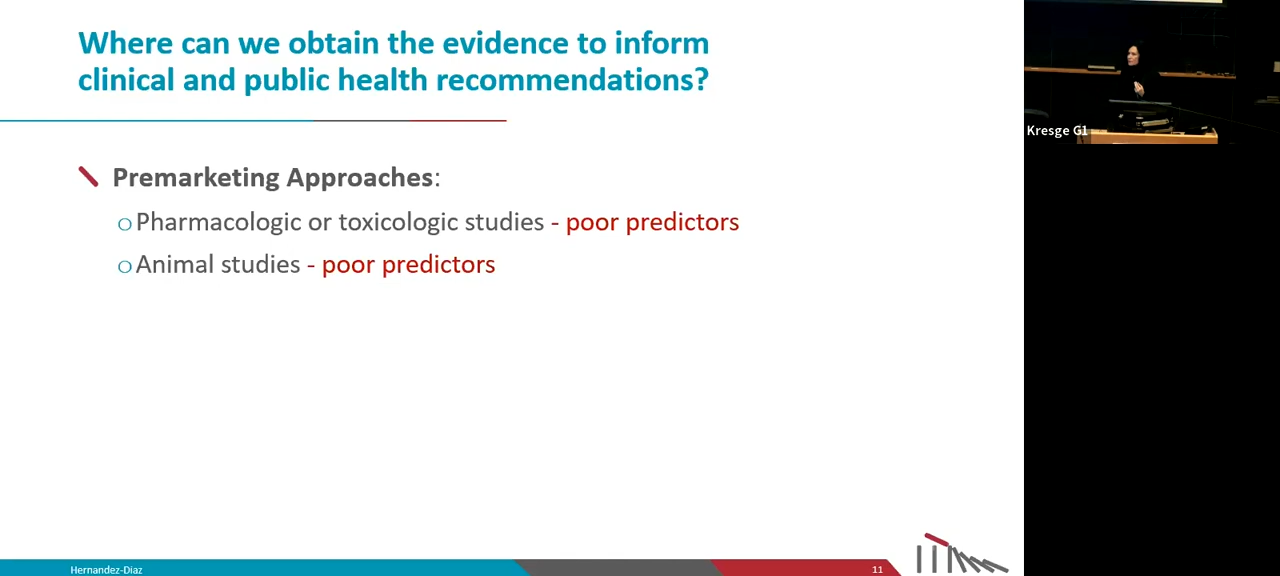 Where can we obtain the evidence to inform
clinical and public health recommendations?
Premarketing Approaches:
Pharmacologic or toxicologic studies - poor predictors
Animal studies - poor predictors
Hernandez-Diaz
11
Kresge G1